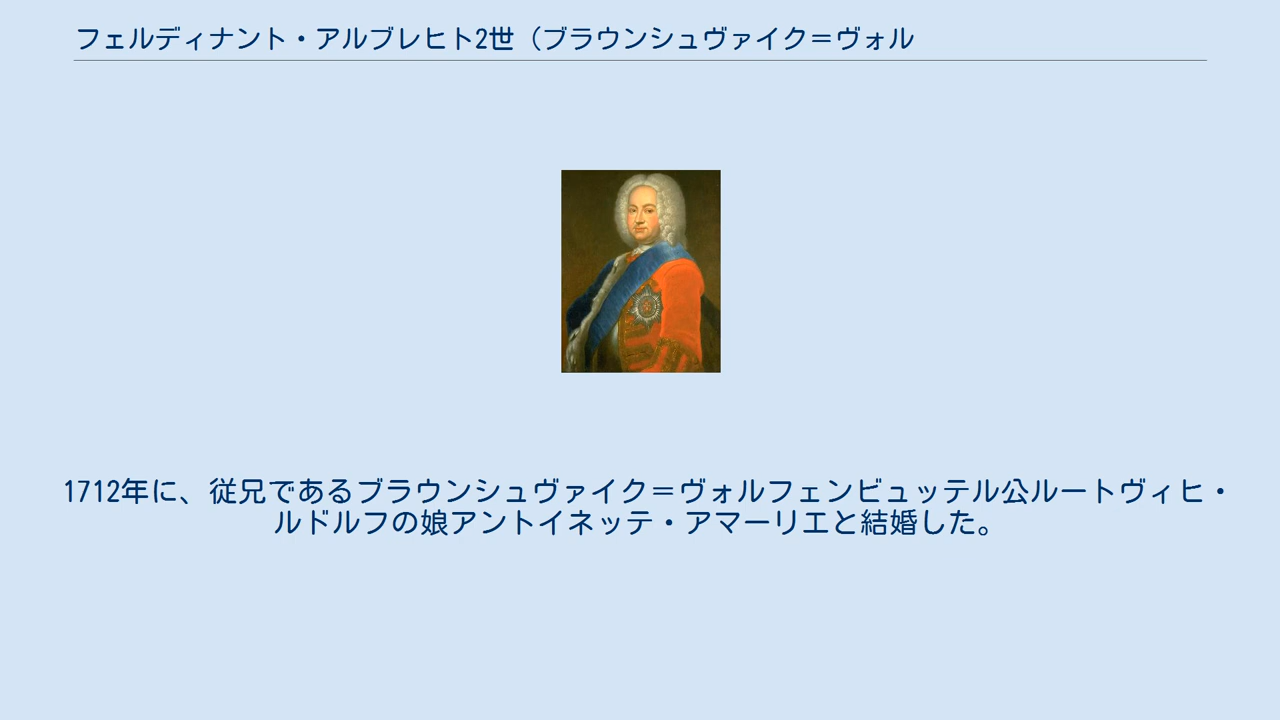 フェルディナント・アルブレヒト2世（ブラウンシュヴァイク＝ヴォル
1712年に、従兄であるブラウンシュヴァイク＝ヴォルフェンビュッテル公ルートヴィヒ・
ルドルフの娘アントイネッテ・アマーリエと結婚した。